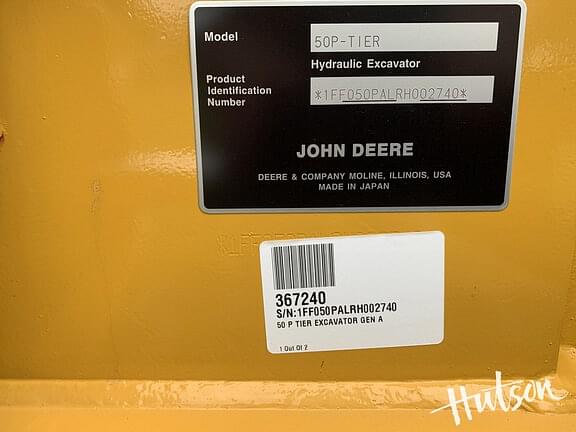 Model 50P-TIER
Hydraulic Excavator
Product
Identification
Number
*1FF050PALRH002740*
JOHN DEERE
DEERE & COMPANY MOLINE, ILLINOIS, USA
MADE IN JAPAN
367240
S/N:1FF050PALRH002740
50 P TIER EXCAVATOR GEN A
1 Out Of 2
Hutson